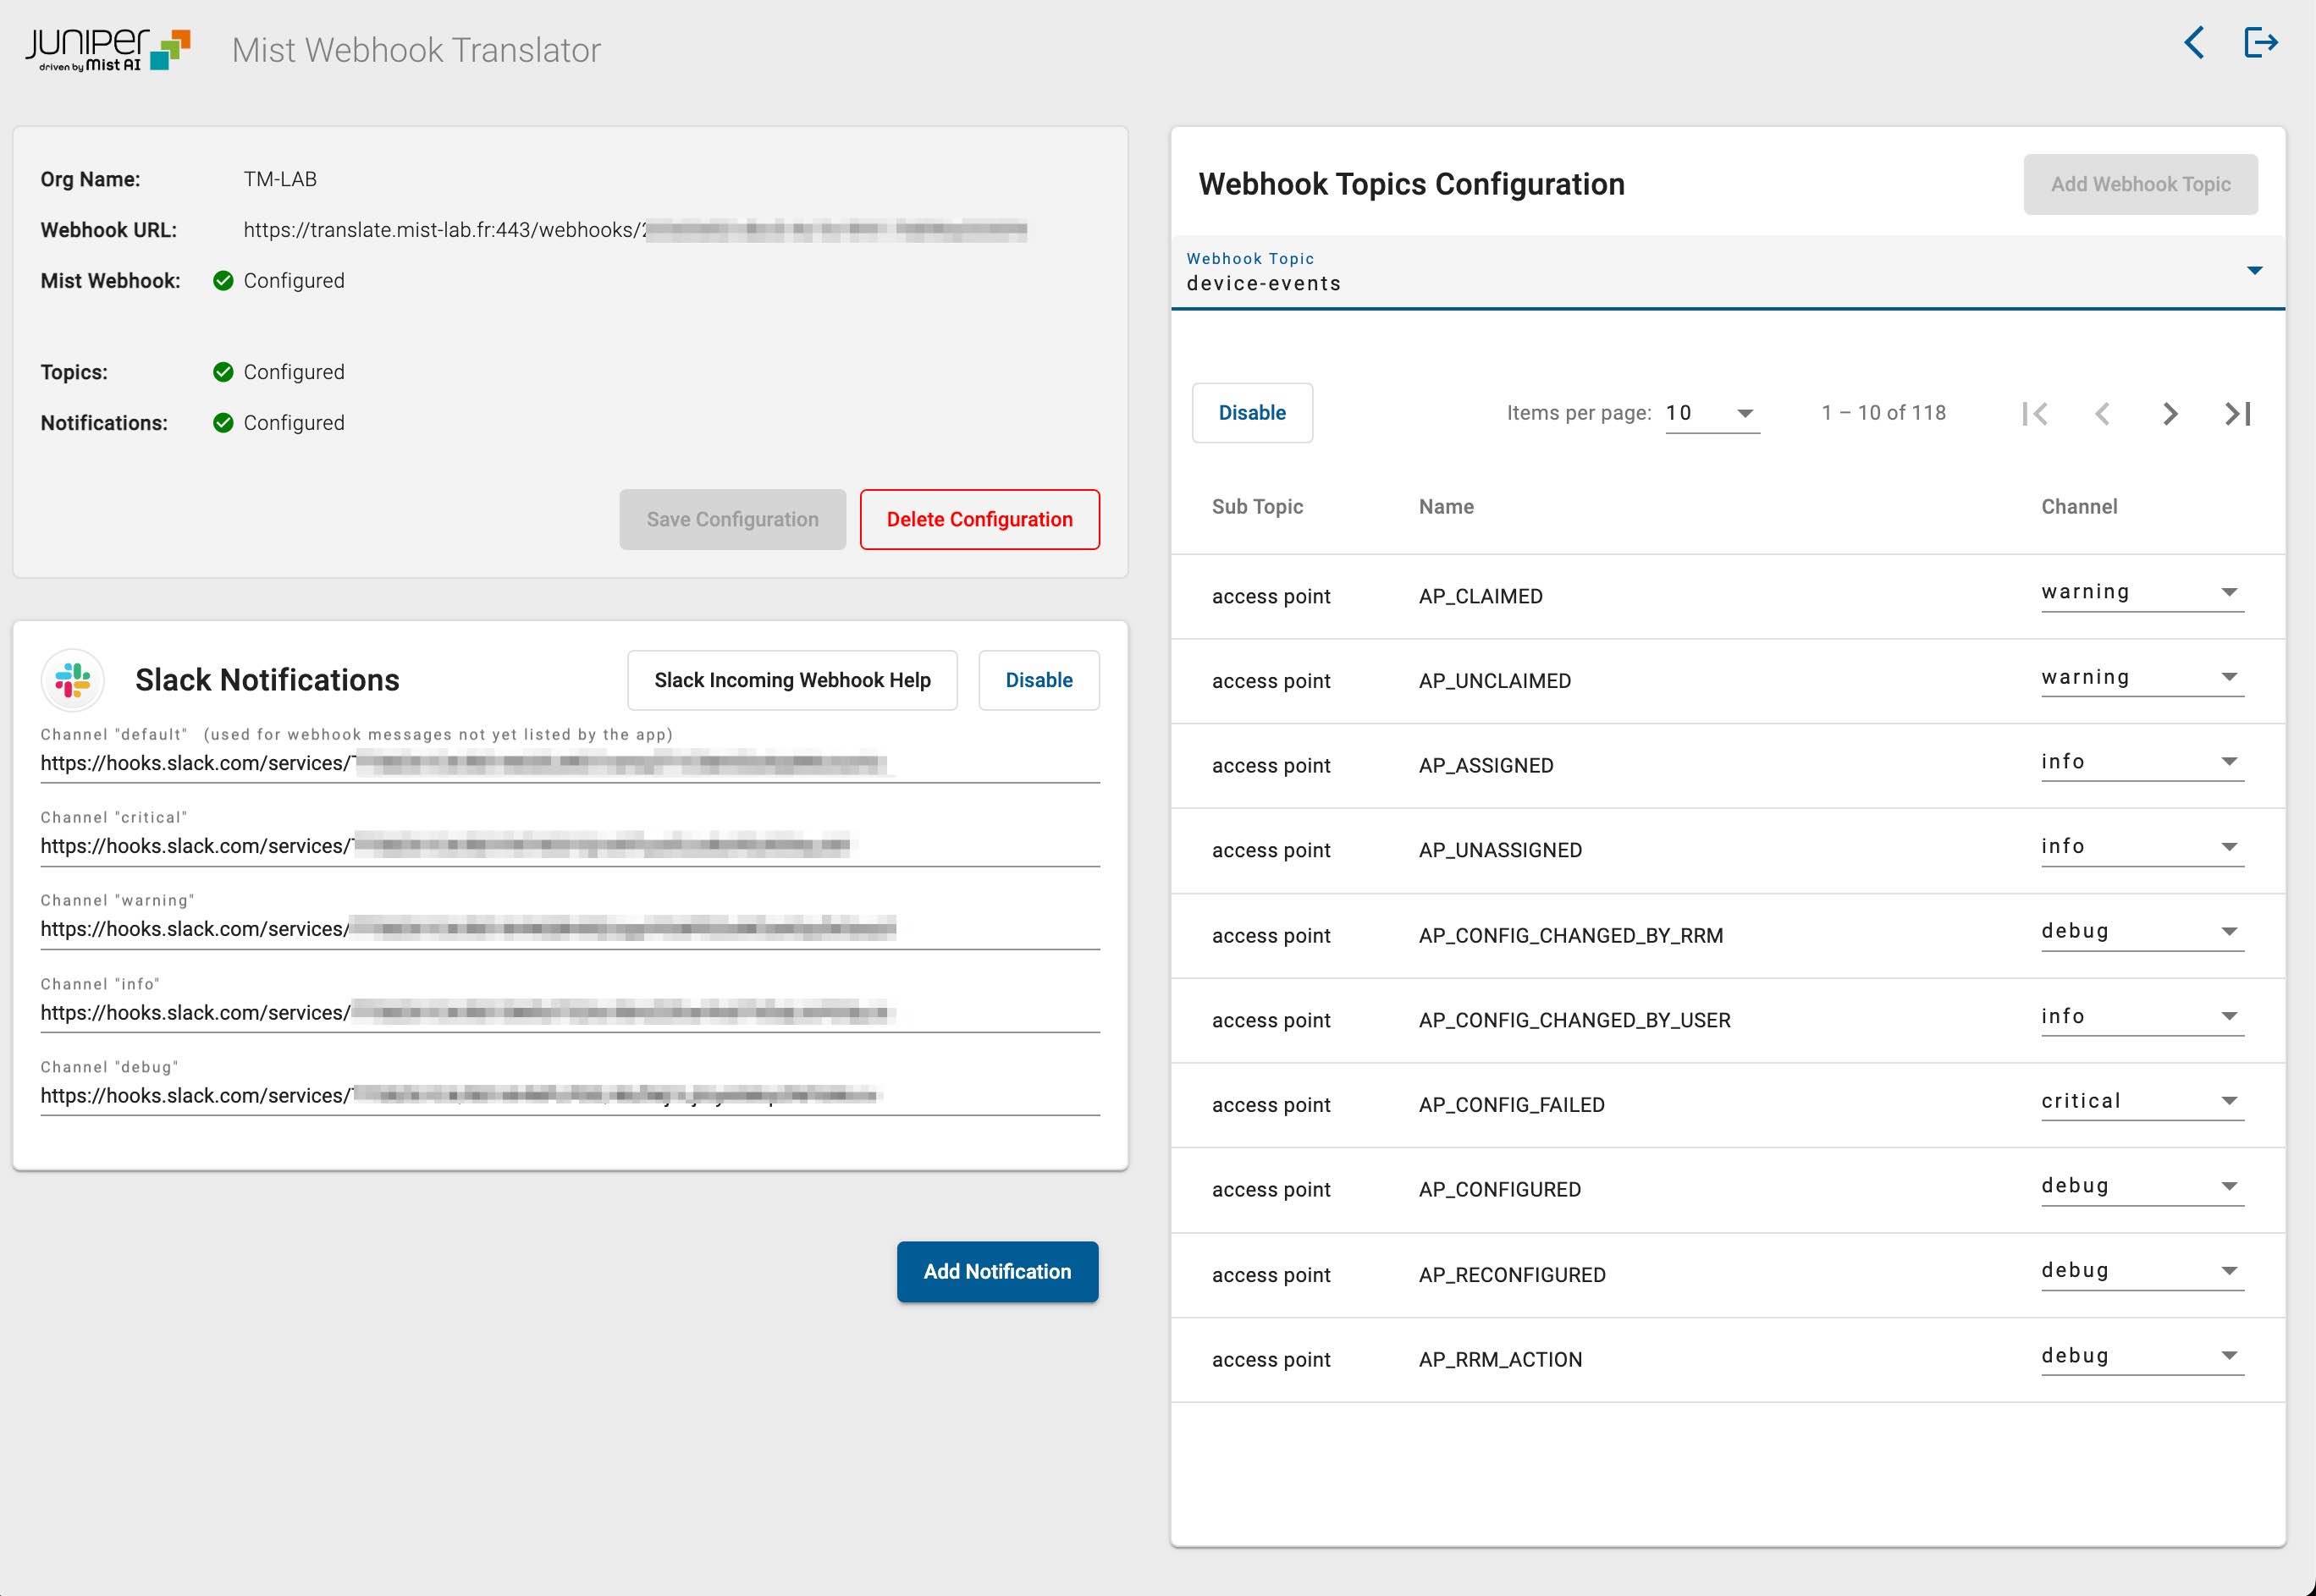 Juniper
driven by Mist AI
Mist Webhook Translator
Org Name: TM-LAB
Webhook URL: https://translate.mist-lab.fr:443/webhooks/
Mist Webhook: Configured
Topics: Configured
Notifications: Configured
Save Configuration Delete Configuration
Slack Notifications Slack Incoming Webhook Help Disable
Channel "default" (used for webhook messages not yet listed by the app)
https://hooks.slack.com/services/
Channel "critical"
https://hooks.slack.com/services/
Channel "warning"
https://hooks.slack.com/services/
Channel "info"
https://hooks.slack.com/services/
Channel "debug"
https://hooks.slack.com/services/
Add Notification
Webhook Topics Configuration Add Webhook Topic
Webhook Topic
device-events
Disable Items per page: 10 1 – 10 of 118
Sub Topic Name Channel
access point AP_CLAIMED warning
access point AP_UNCLAIMED warning
access point AP_ASSIGNED info
access point AP_UNASSIGNED info
access point AP_CONFIG_CHANGED_BY_RRM debug
access point AP_CONFIG_CHANGED_BY_USER info
access point AP_CONFIG_FAILED critical
access point AP_CONFIGURED debug
access point AP_RECONFIGURED debug
access point AP_RRM_ACTION debug